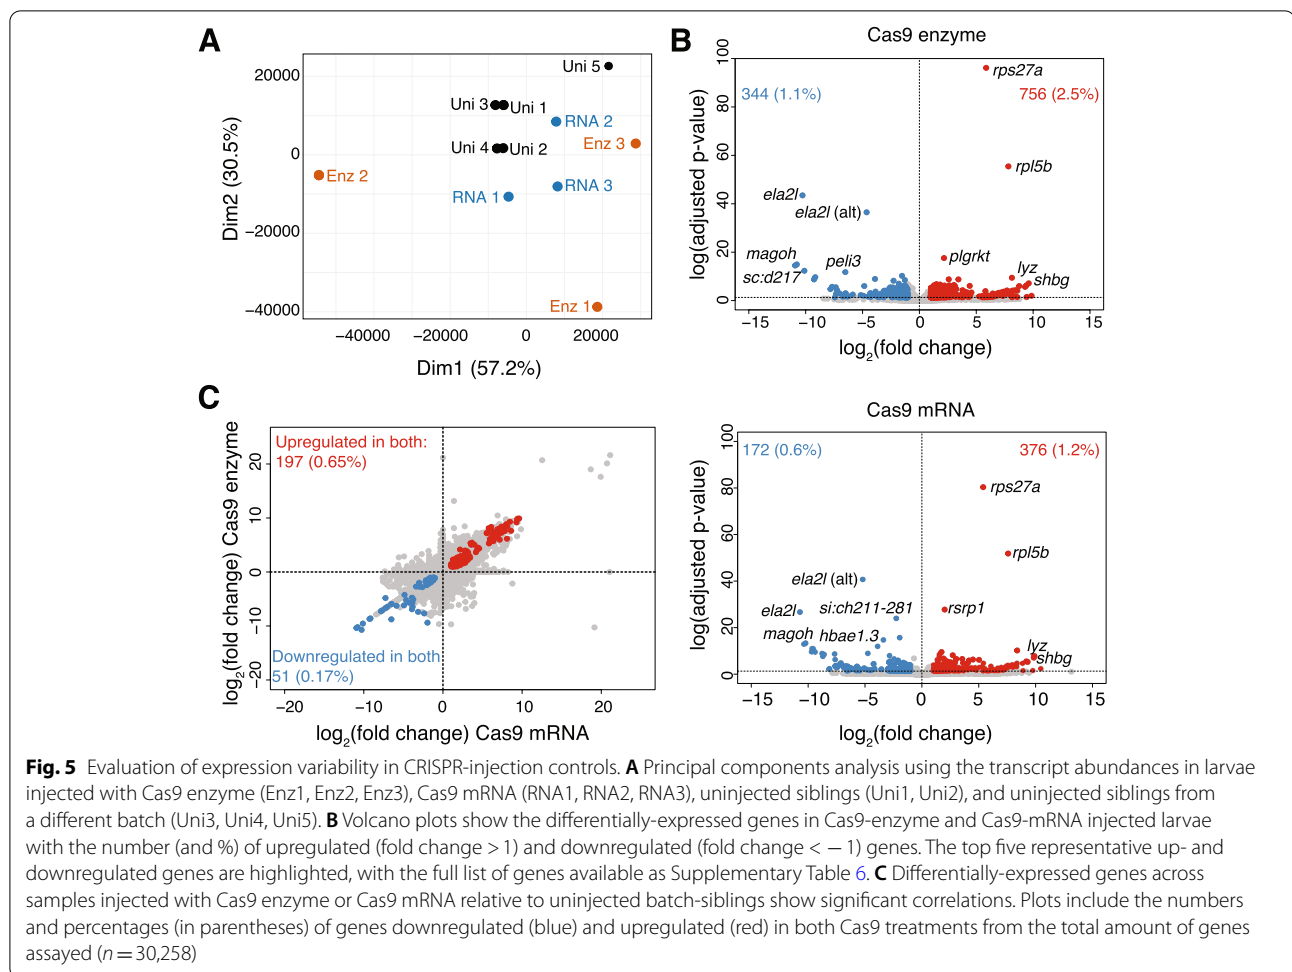 A
20000
0
−20000
−40000
Dim2 (30.5%)
Uni 5
Uni 3
Uni 1
RNA 2
Uni 4
Uni 2
Enz 3
Enz 2
RNA 1
RNA 3
Enz 1
−40000
−20000
0
20000
Dim1 (57.2%)
B
Cas9 enzyme
log(adjusted p-value)
0
20
40
60
80
100
344 (1.1%)
756 (2.5%)
rps27a
rpl5b
ela2l
ela2l (alt)
magoh
sc:d217
peli3
plgrkt
lyz
shbg
−15
−10
−5
0
5
10
15
log2(fold change)
C
log2(fold change) Cas9 enzyme
20
10
0
−10
−20
Upregulated in both:
197 (0.65%)
Downregulated in both
51 (0.17%)
−20
−10
0
10
20
log2(fold change) Cas9 mRNA
Cas9 mRNA
log(adjusted p-value)
0
20
40
60
80
100
172 (0.6%)
376 (1.2%)
rps27a
rpl5b
ela2l (alt)
ela2l
si:ch211-281
rsrp1
magoh
hbae1.3
lyz
shbg
−15
−10
−5
0
5
10
15
log2(fold change)
Fig. 5 Evaluation of expression variability in CRISPR-injection controls. A Principal components analysis using the transcript abundances in larvae
injected with Cas9 enzyme (Enz1, Enz2, Enz3), Cas9 mRNA (RNA1, RNA2, RNA3), uninjected siblings (Uni1, Uni2), and uninjected siblings from
a different batch (Uni3, Uni4, Uni5). B Volcano plots show the differentially-expressed genes in Cas9-enzyme and Cas9-mRNA injected larvae
with the number (and %) of upregulated (fold change > 1) and downregulated (fold change < − 1) genes. The top five representative up- and
downregulated genes are highlighted, with the full list of genes available as Supplementary Table 6. C Differentially-expressed genes across
samples injected with Cas9 enzyme or Cas9 mRNA relative to uninjected batch-siblings show significant correlations. Plots include the numbers
and percentages (in parentheses) of genes downregulated (blue) and upregulated (red) in both Cas9 treatments from the total amount of genes
assayed (n = 30,258)